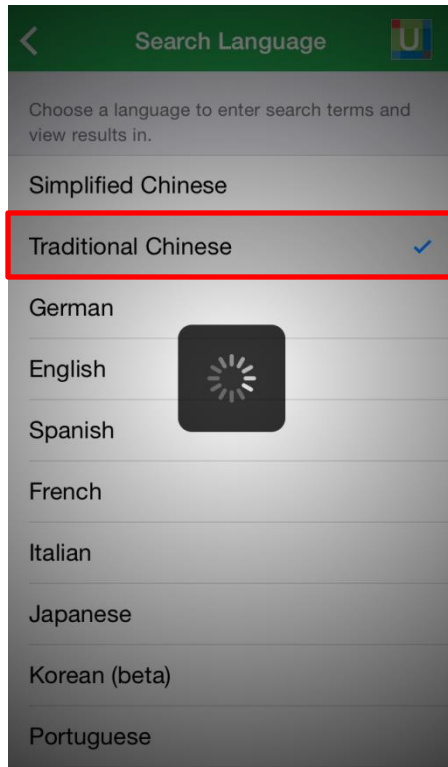 Search Language
U
Choose a language to enter search terms and
view results in.
Simplified Chinese
Traditional Chinese
German
English
Spanish
French
Italian
Japanese
Korean (beta)
Portuguese